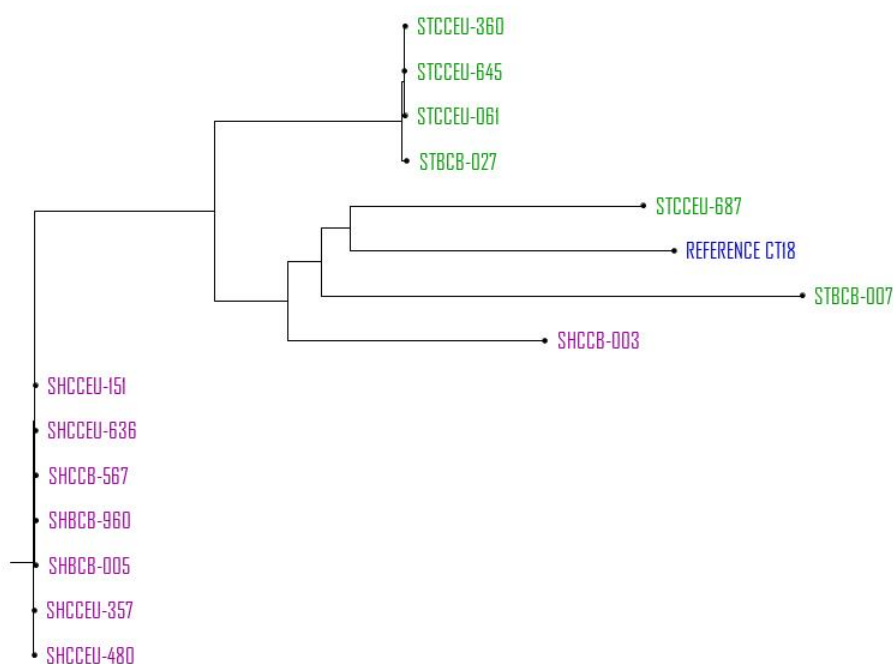 STCCEU-360
STCCEU-645
STCCEU-061
STBCB-027
STCCEU-687
REFERENCE CT18
STBCB-007
SHCCB-003
SHCCEU-151
SHCCEU-636
SHCCB-567
SHBCB-960
SHBCB-005
SHCCEU-357
SHCCEU-480